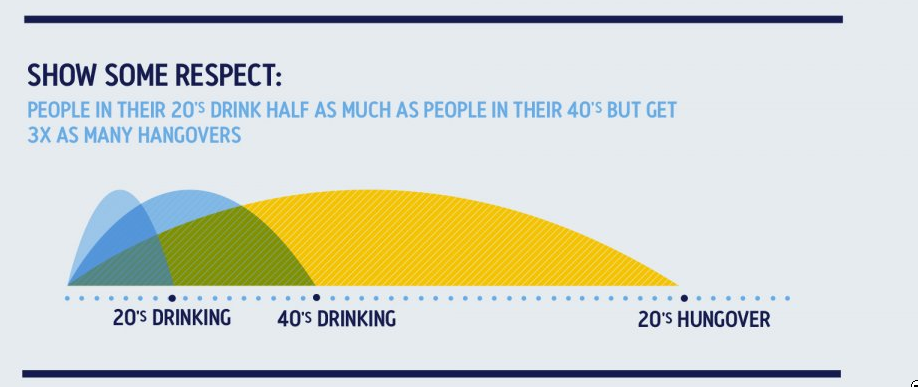 SHOW SOME RESPECT:
PEOPLE IN THEIR 20'S DRINK HALF AS MUCH AS PEOPLE IN THEIR 40'S BUT GET
3X AS MANY HANGOVERS
20'S DRINKING
40'S DRINKING
20'S HUNGOVER